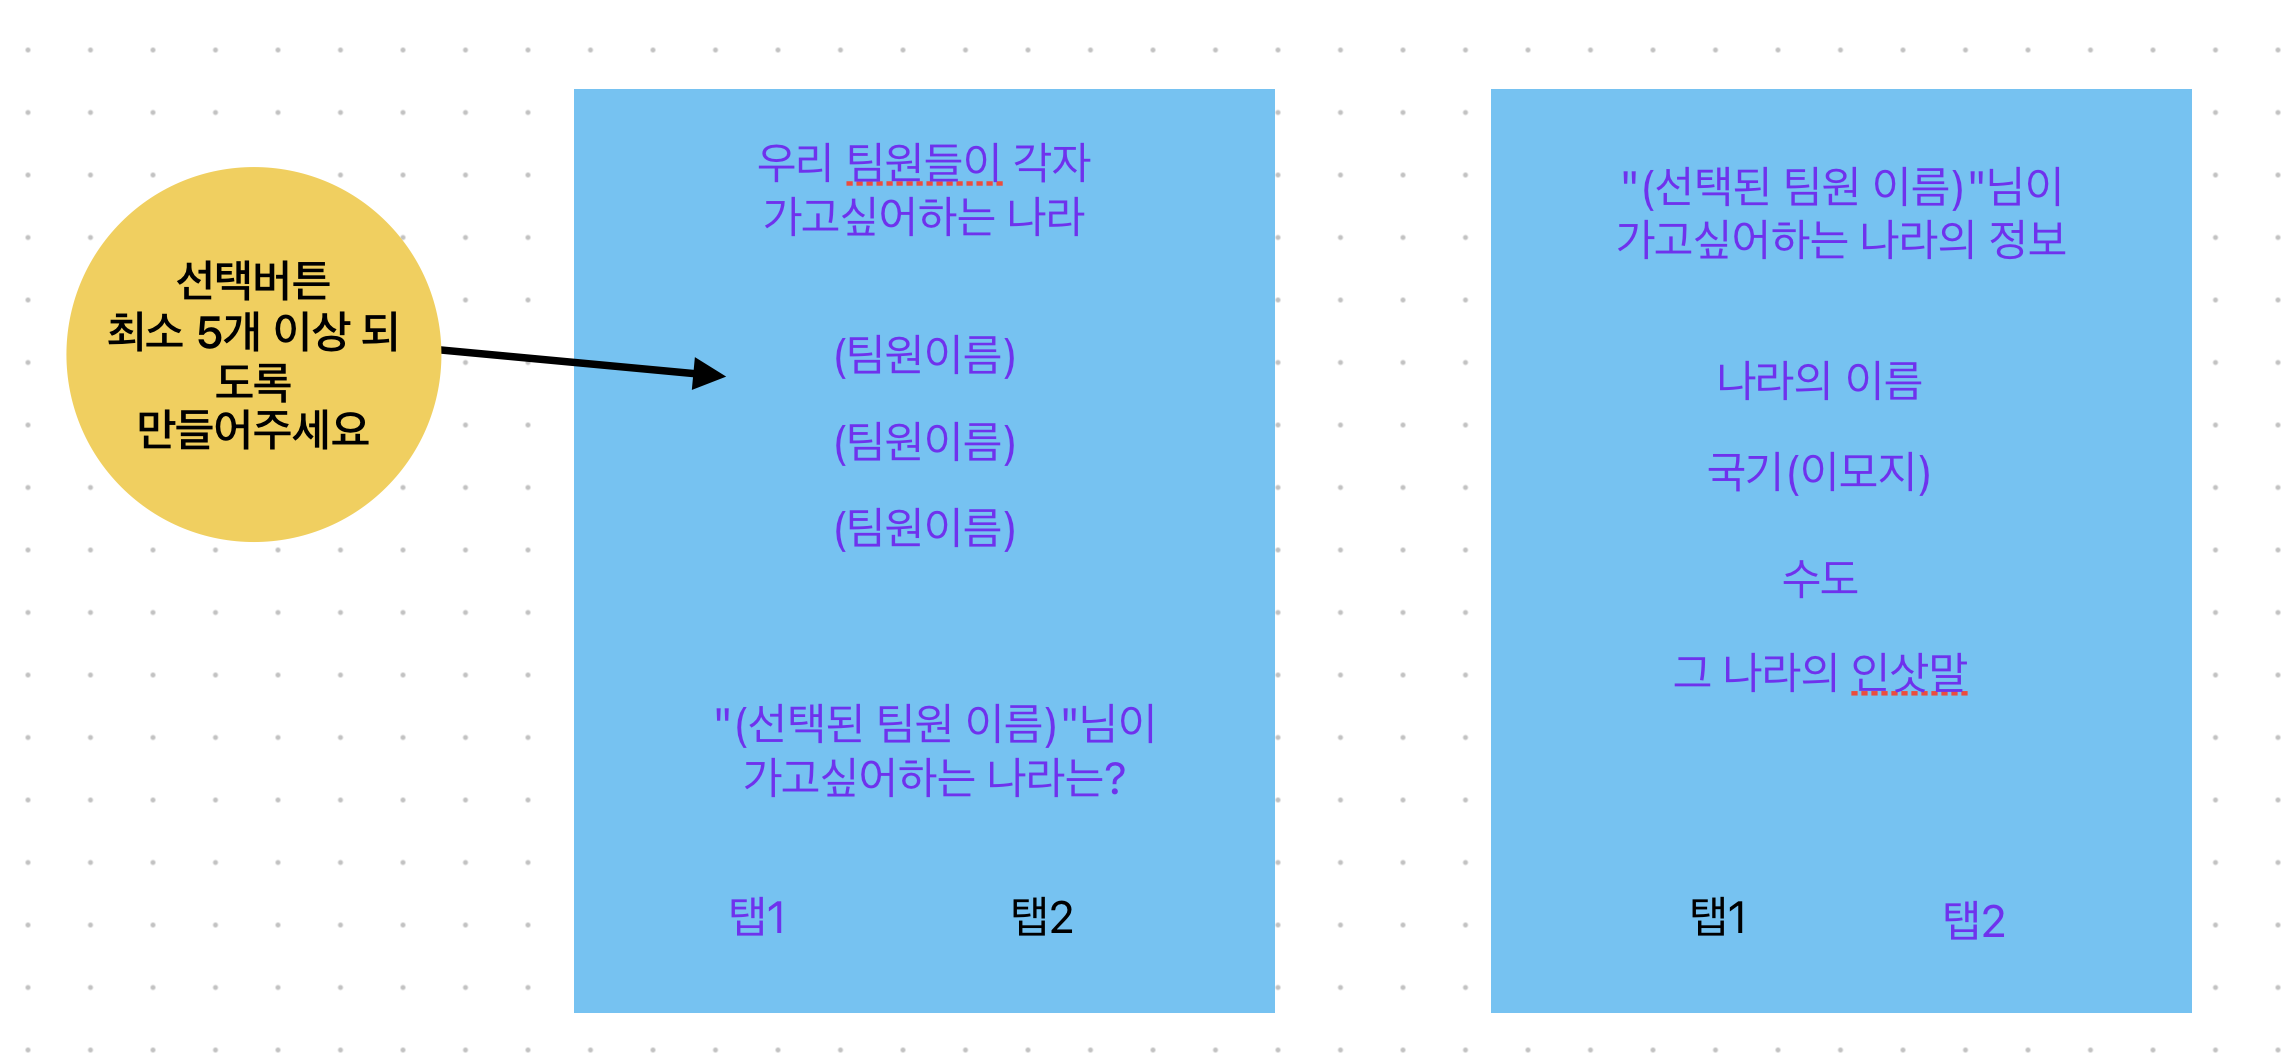 선택버튼
최소 5개 이상 되
도록
만들어주세요
우리 팀원들이 각자
가고싶어하는 나라
(팀원이름)
(팀원이름)
(팀원이름)
"(선택된 팀원 이름)"님이
가고싶어하는 나라는?
탭1
탭2
"(선택된 팀원 이름)"님이
가고싶어하는 나라의 정보
나라의 이름
국기(이모지)
수도
그 나라의 인삿말
탭1
탭2